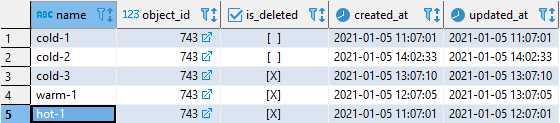 ABC name 123 object_id is_deleted created_at updated_at
1 cold-1 743 [ ] 2021-01-05 11:07:01 2021-01-05 11:07:01
2 cold-2 743 [ ] 2021-01-05 14:02:33 2021-01-05 14:02:33
3 cold-3 743 [X] 2021-01-05 13:07:10 2021-01-05 13:07:10
4 warm-1 743 [X] 2021-01-05 12:07:05 2021-01-05 13:07:05
5 hot-1 743 [X] 2021-01-05 11:07:01 2021-01-05 12:07:01